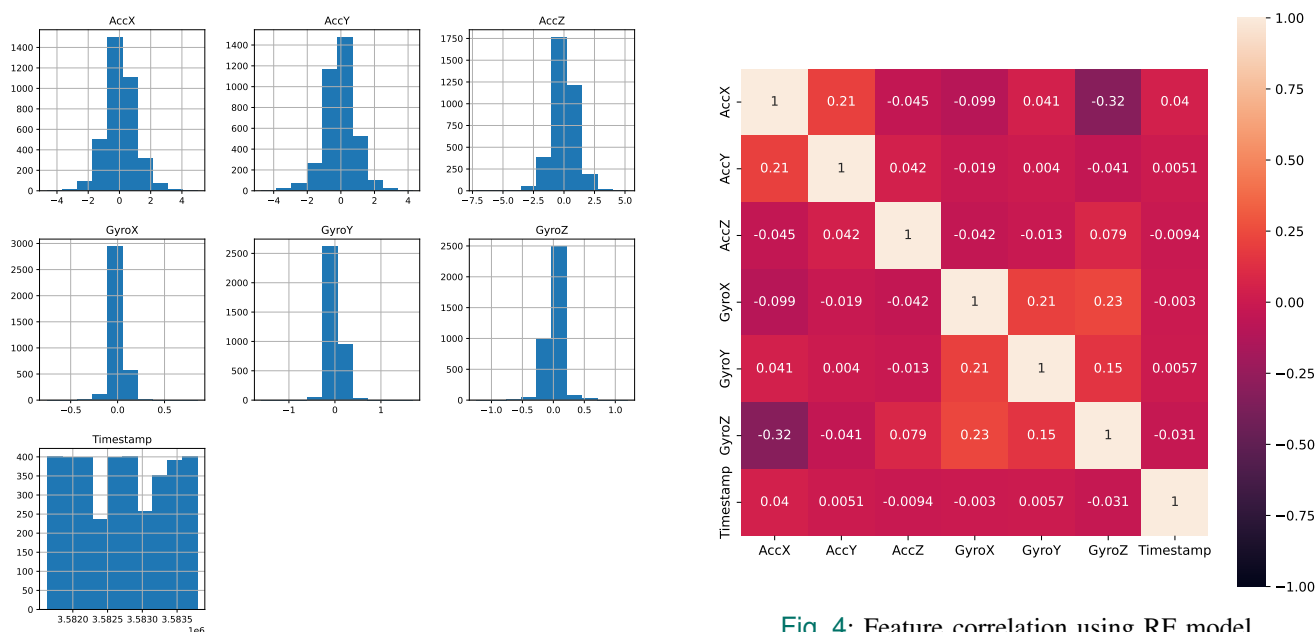 AccX
AccY
AccZ
1400
1200
1000
800
600
400
200
0
−4 −2 0 2 4
1400
1200
1000
800
600
400
200
0
−4 −2 0 2 4
1750
1500
1250
1000
750
500
250
0
−7.5 −5.0 −2.5 0.0 2.5 5.0
GyroX
GyroY
GyroZ
3000
2500
2000
1500
1000
500
0
−0.5 0.0 0.5
2500
2000
1500
1000
500
0
−1 0 1
2500
2000
1500
1000
500
0
−1.0 −0.5 0.0 0.5 1.0
Timestamp
400
350
300
250
200
150
100
50
0
3.5820 3.5825 3.5830 3.5835
1e6
AccX 1 0.21 -0.045 -0.099 0.041 -0.32 0.04
AccY 0.21 1 0.042 -0.019 0.004 -0.041 0.0051
AccZ -0.045 0.042 1 -0.042 -0.013 0.079 -0.0094
GyroX -0.099 -0.019 -0.042 1 0.21 0.23 -0.003
GyroY 0.041 0.004 -0.013 0.21 1 0.15 0.0057
GyroZ -0.32 -0.041 0.079 0.23 0.15 1 -0.031
Timestamp 0.04 0.0051 -0.0094 -0.003 0.0057 -0.031 1
AccX AccY AccZ GyroX GyroY GyroZ Timestamp
1.00
0.75
0.50
0.25
0.00
−0.25
−0.50
−0.75
−1.00
Fig. 4: Feature correlation using RF model